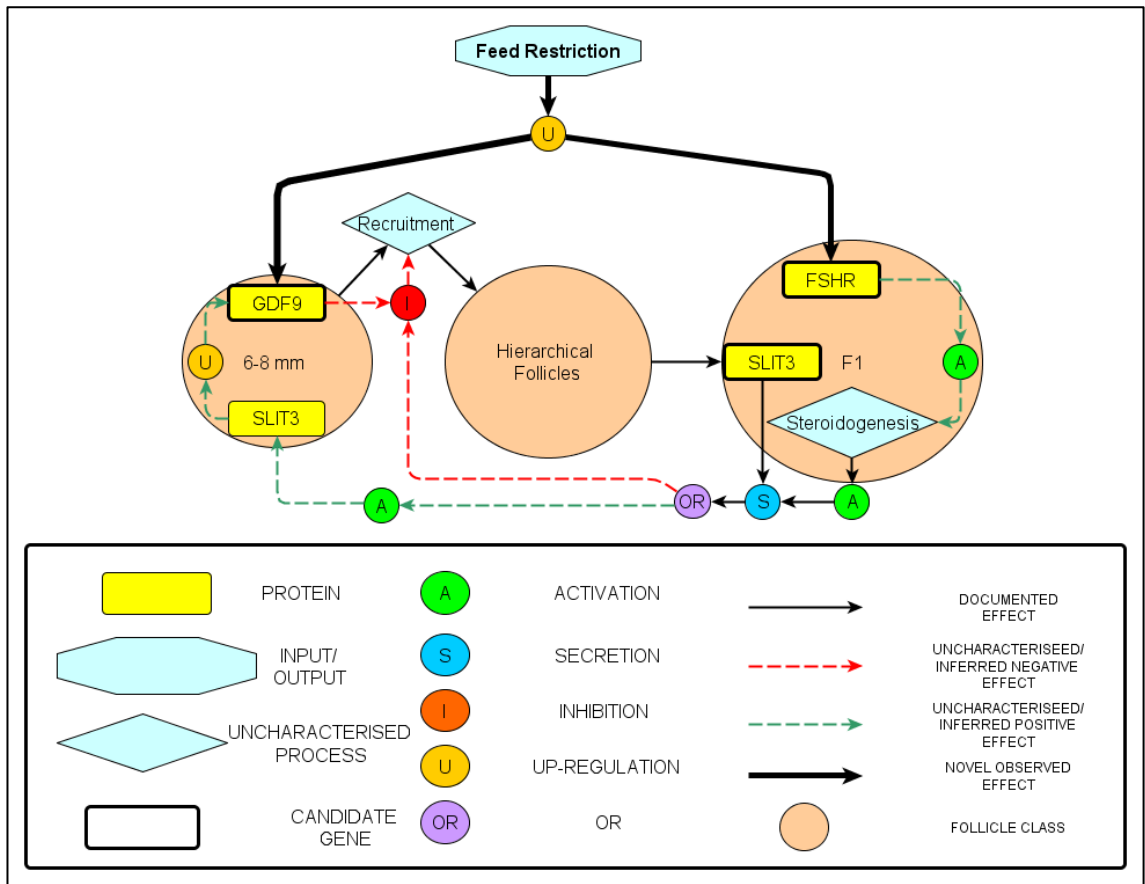 Feed Restriction
U
Recruitment
GDF9
I
FSHR
U
6-8 mm
Hierarchical
Follicles
SLIT3
F1
A
SLIT3
Steroidogenesis
A
OR
S
A
PROTEIN
A
ACTIVATION
DOCUMENTED
EFFECT
INPUT/
OUTPUT
S
SECRETION
UNCHARACTERISEED/
INFERRED NEGATIVE
EFFECT
UNCHARACTERISED
PROCESS
I
INHIBITION
UNCHARACTERISEED/
INFERRED POSITIVE
EFFECT
U
UP-REGULATION
NOVEL OBSERVED
EFFECT
CANDIDATE
GENE
OR
OR
FOLLICLE CLASS